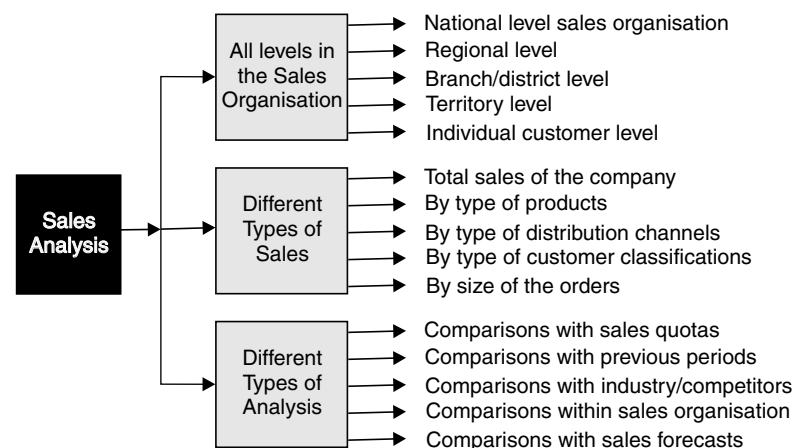 Sales
Analysis
All levels in
the Sales
Organisation
National level sales organisation
Regional level
Branch/district level
Territory level
Individual customer level
Different
Types of
Sales
Total sales of the company
By type of products
By type of distribution channels
By type of customer classifications
By size of the orders
Different
Types of
Analysis
Comparisons with sales quotas
Comparisons with previous periods
Comparisons with industry/competitors
Comparisons within sales organisation
Comparisons with sales forecasts